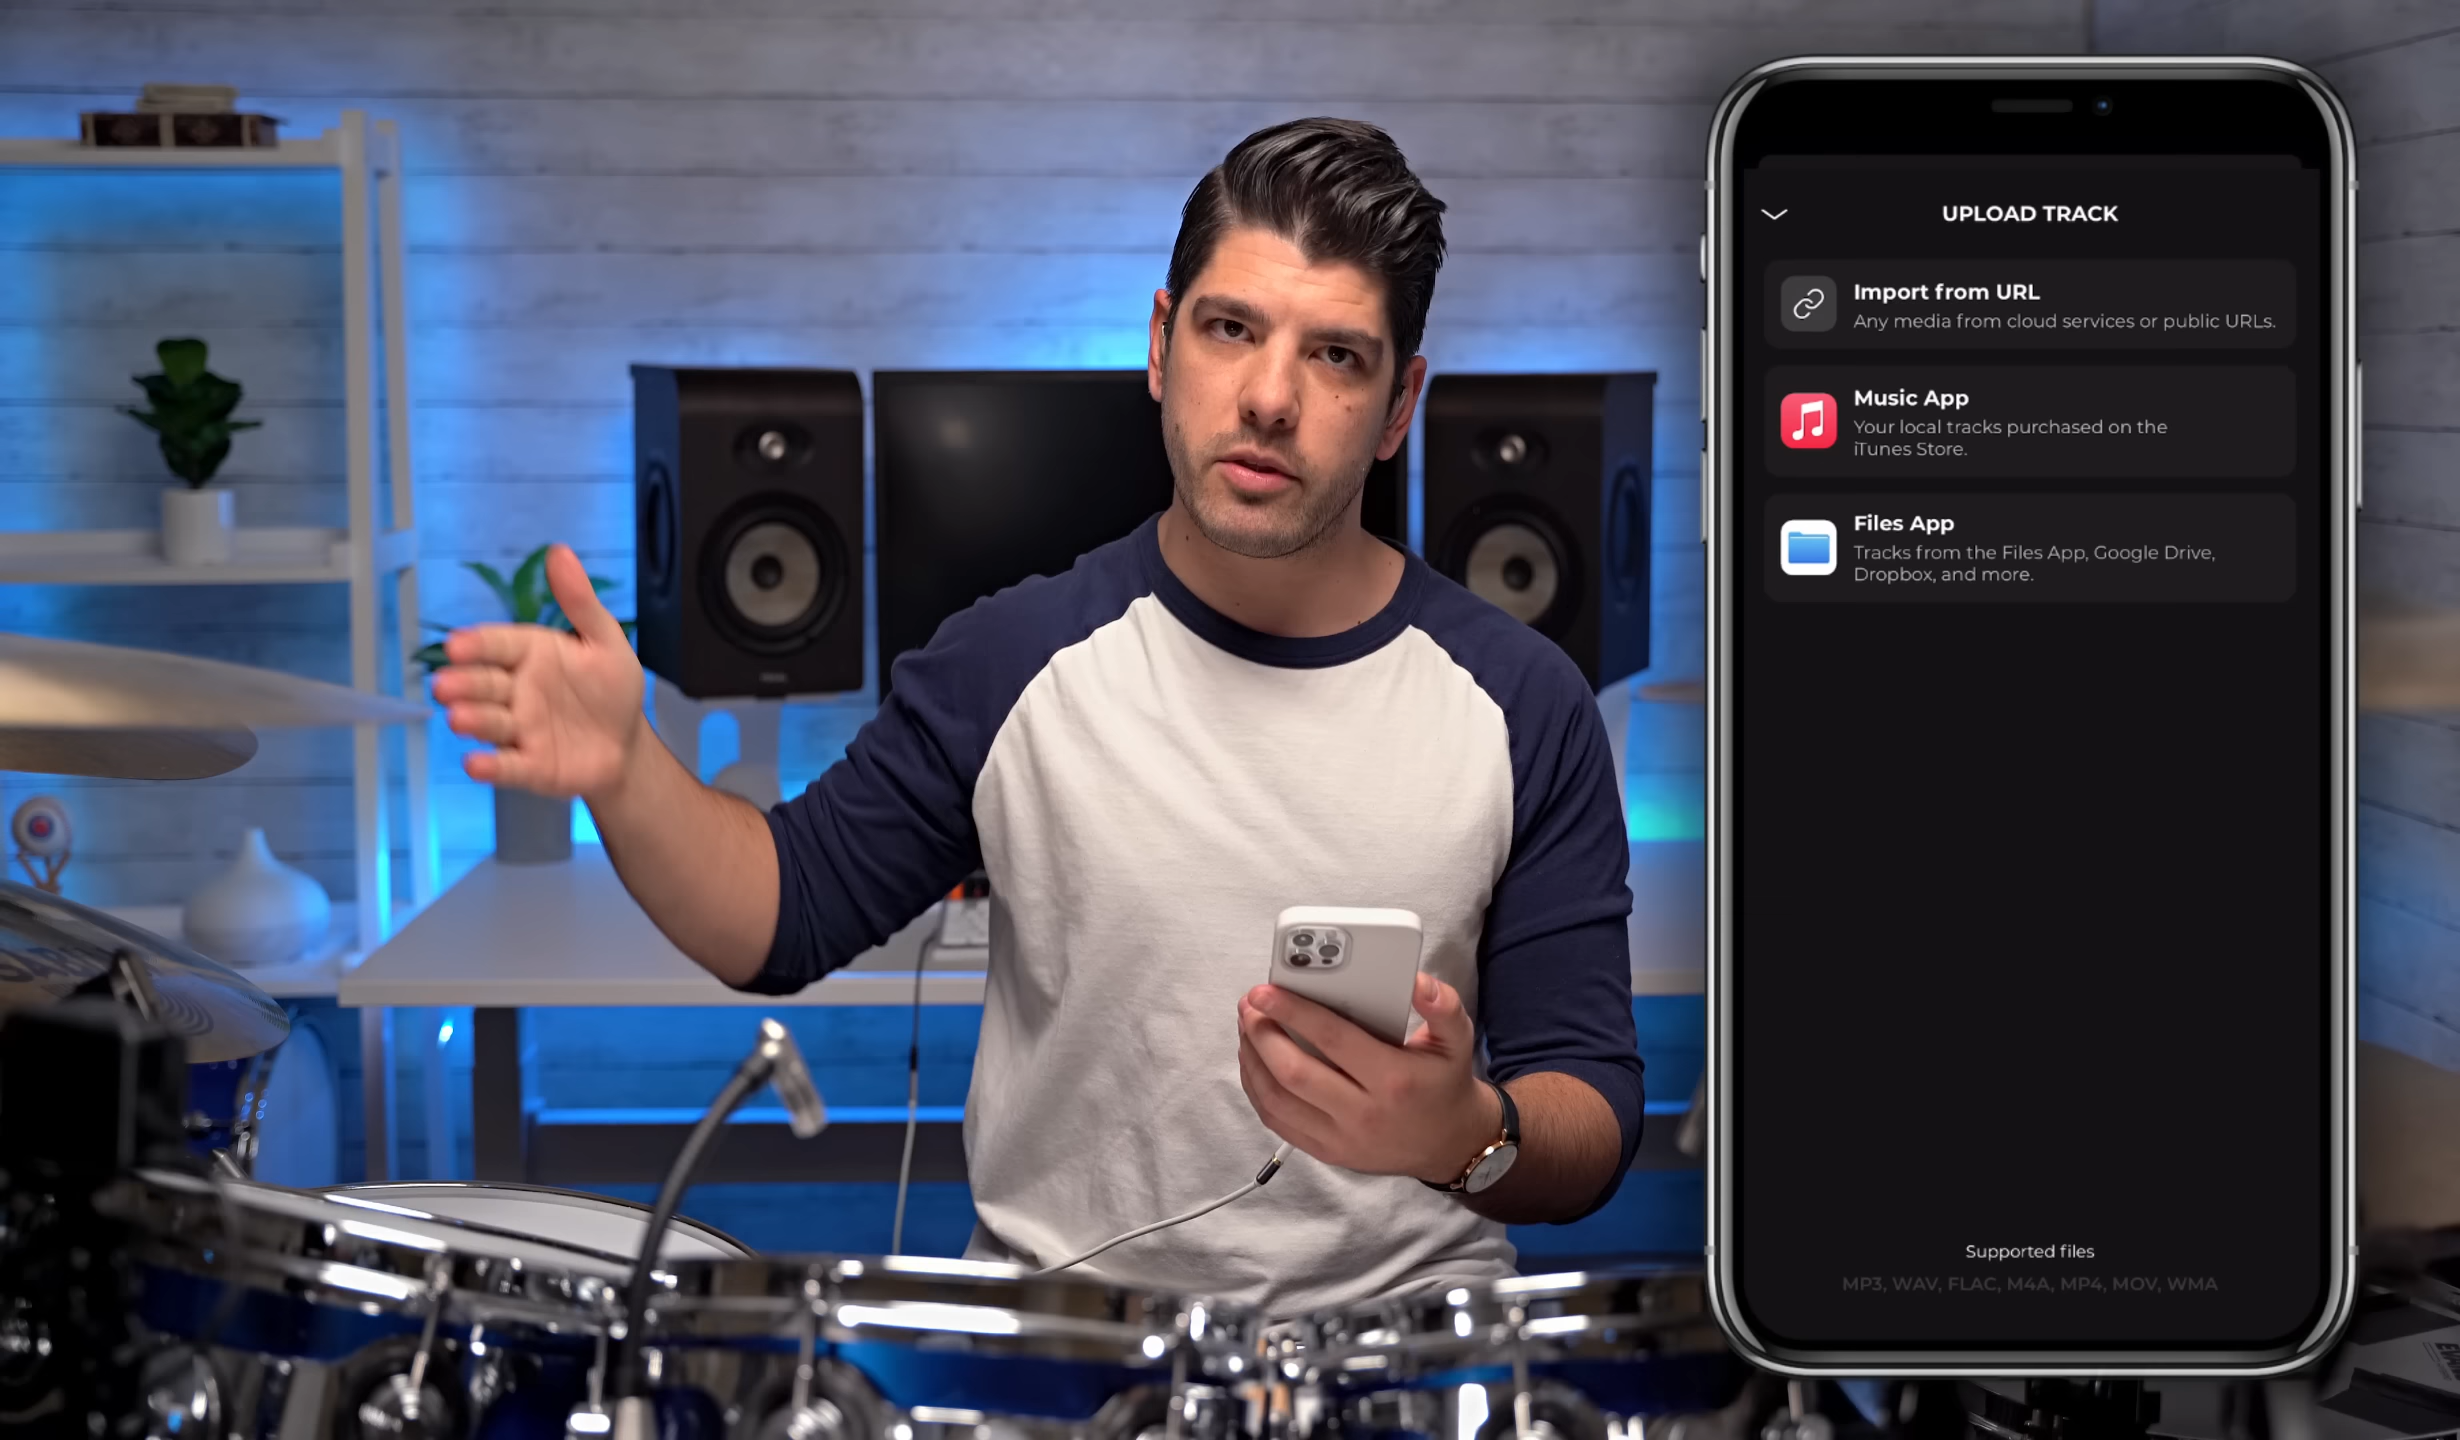 UPLOAD TRACK
Import from URL
Any media from cloud services or public URLs.
Music App
Your local tracks purchased on the
iTunes Store.
Files App
Tracks from the Files App, Google Drive,
Dropbox, and more.
Supported files
MP3, WAV, FLAC, M4A, MP4, MOV, WMA